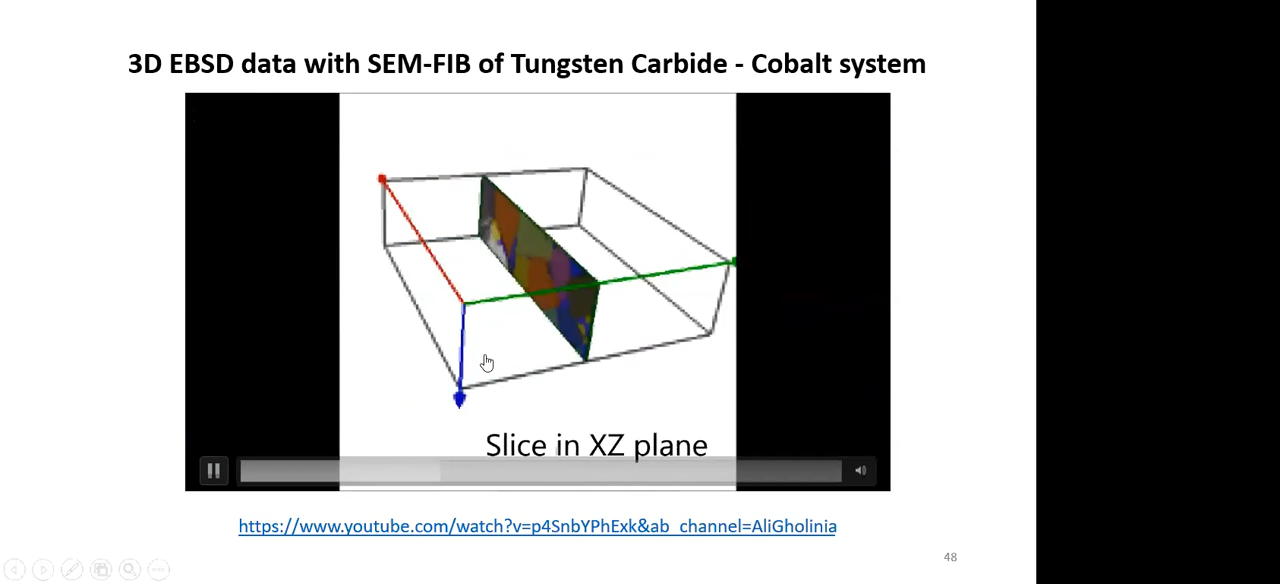 3D EBSD data with SEM-FIB of Tungsten Carbide - Cobalt system
Slice in XZ plane
https://www.youtube.com/watch?v=p4SnbYPhExk&ab_channel=AliGholinia
48